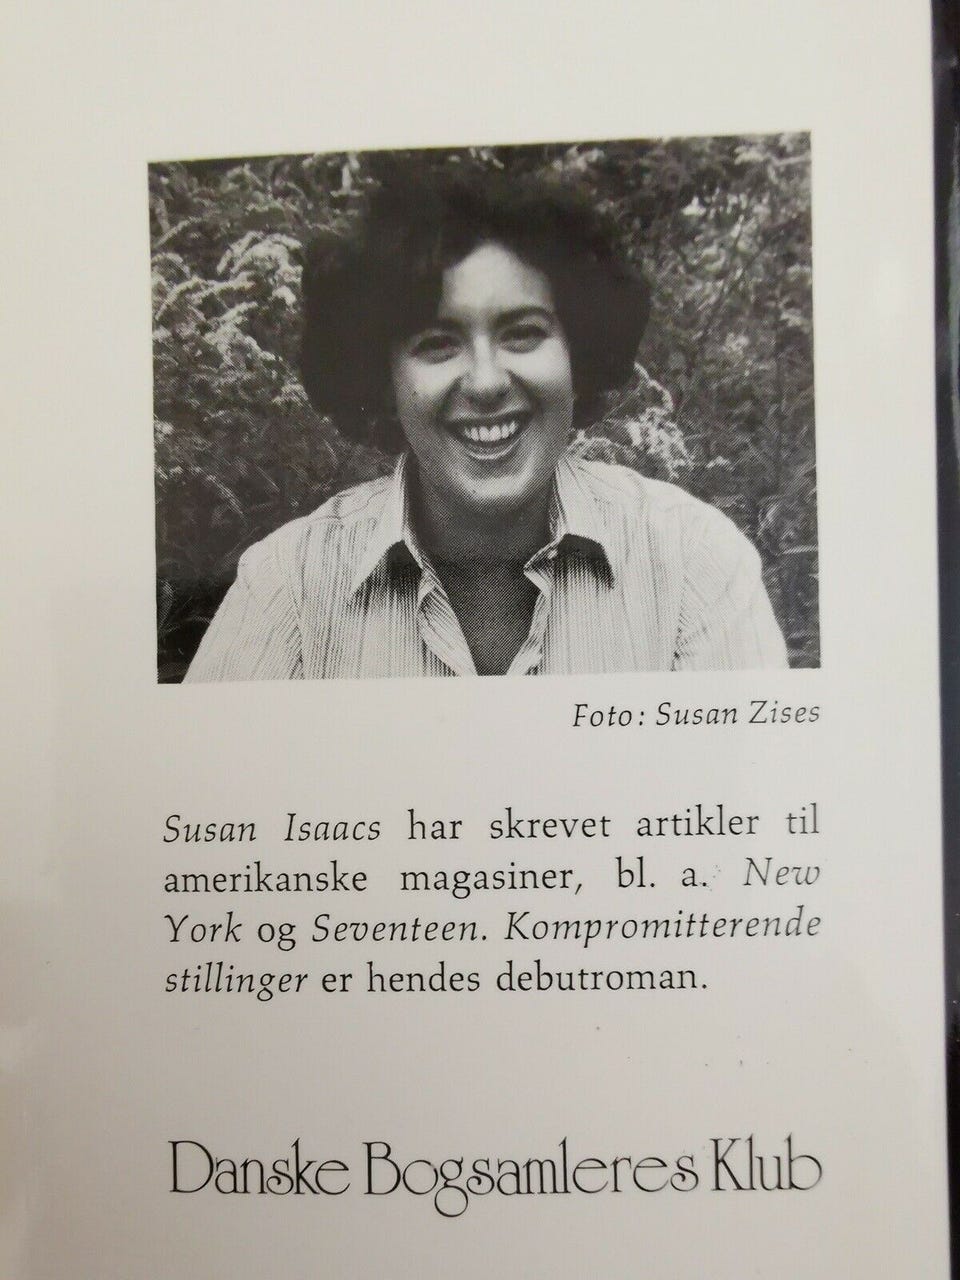 Foto: Susan Zises
Susan Isaacs har skrevet artikler til
amerikanske magasiner, bl. a. New
York og Seventeen. Kompromitterende
stillinger er hendes debutroman.
Danske Bogsamleres Klub